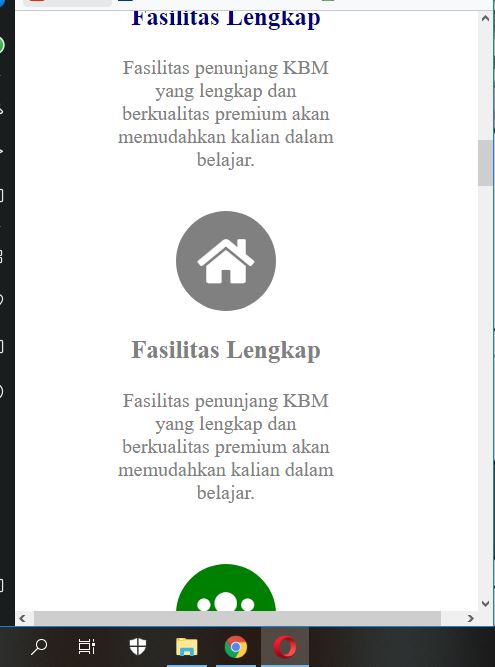 Fasilitas Lengkap
Fasilitas penunjang KBM
yang lengkap dan
berkualitas premium akan
memudahkan kalian dalam
belajar.
Fasilitas Lengkap
Fasilitas penunjang KBM
yang lengkap dan
berkualitas premium akan
memudahkan kalian dalam
belajar.